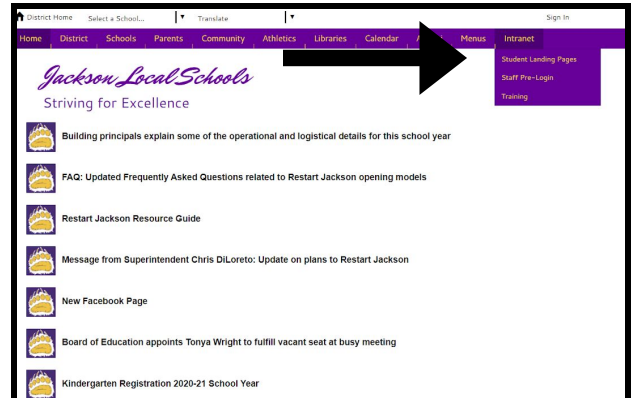 District Home Select a School... Translate Sign In
Home District Schools Parents Community Athletics Libraries Calendar Menus Intranet
Student Landing Pages
Staff Pre-Login
Training
Jackson Local Schools
Striving for Excellence
Building principals explain some of the operational and logistical details for this school year
FAQ: Updated Frequently Asked Questions related to Restart Jackson opening models
Restart Jackson Resource Guide
Message from Superintendent Chris DiLoreto: Update on plans to Restart Jackson
New Facebook Page
Board of Education appoints Tonya Wright to fulfill vacant seat at busy meeting
Kindergarten Registration 2020-21 School Year